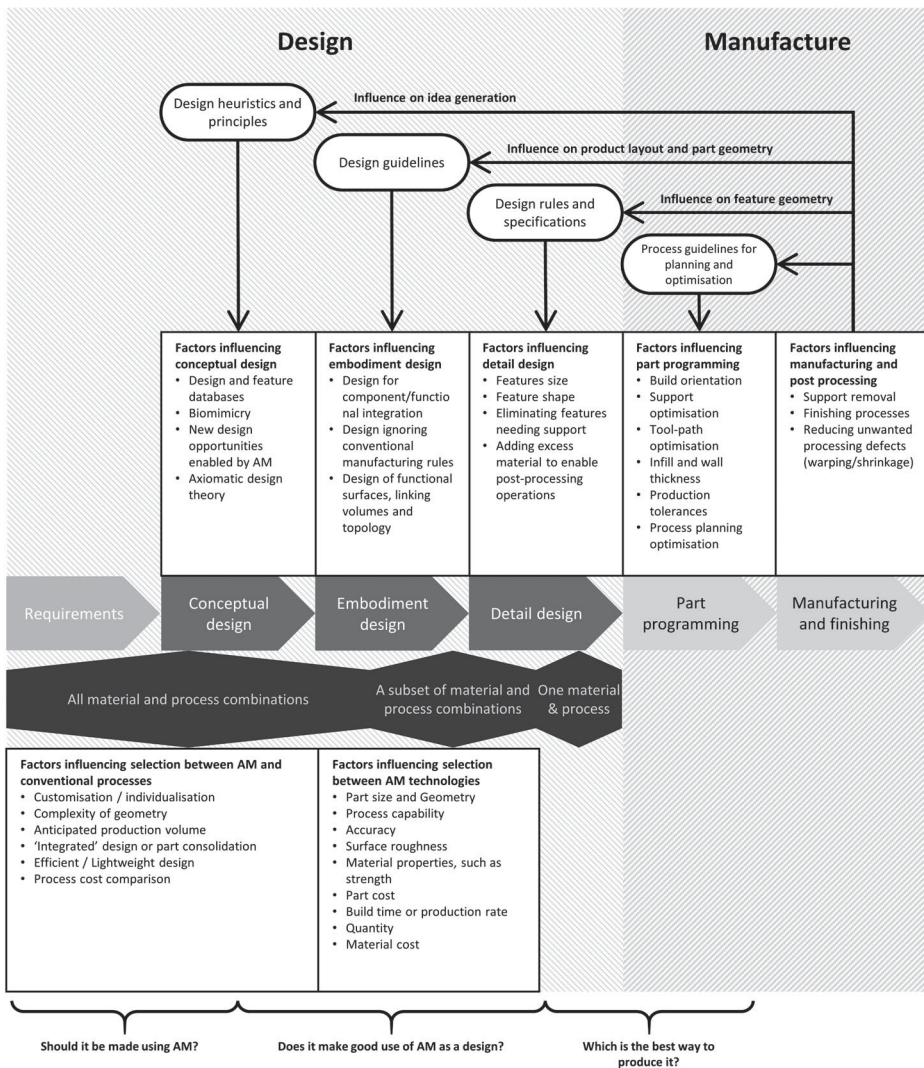 Design
Manufacture
Design heuristics and
principles
Influence on idea generation
Design guidelines
Influence on product layout and part geometry
Design rules and
specifications
Influence on feature geometry
Process guidelines for
planning and
optimisation
Factors influencing
conceptual design
• Design and feature
databases
• Biomimicry
• New design
opportunities
enabled by AM
• Axiomatic design
theory
Factors influencing
embodiment design
• Design for
component/functio
nal integration
• Design ignoring
conventional
manufacturing rules
• Design of functional
surfaces, linking
volumes and
topology
Factors influencing
detail design
• Features size
• Feature shape
• Eliminating features
needing support
• Adding excess
material to enable
post-processing
operations
Factors influencing
part programming
• Build orientation
• Support
optimisation
• Tool-path
optimisation
• Infill and wall
thickness
• Production
tolerances
• Process planning
optimisation
Factors influencing
manufacturing and
post processing
• Support removal
• Finishing processes
• Reducing unwanted
processing defects
(warping/shrinkage)
Requirements
Conceptual
design
Embodiment
design
Detail design
Part
programming
Manufacturing
and finishing
All material and process combinations
A subset of material and
process combinations
One material
& process
Factors influencing selection between AM and
conventional processes
• Customisation / individualisation
• Complexity of geometry
• Anticipated production volume
• ‘Integrated’ design or part consolidation
• Efficient / Lightweight design
• Process cost comparison
Factors influencing selection
between AM technologies
• Part size and Geometry
• Process capability
• Accuracy
• Surface roughness
• Material properties, such as
strength
• Part cost
• Build time or production rate
• Quantity
• Material cost
Should it be made using AM?
Does it make good use of AM as a design?
Which is the best way to
produce it?